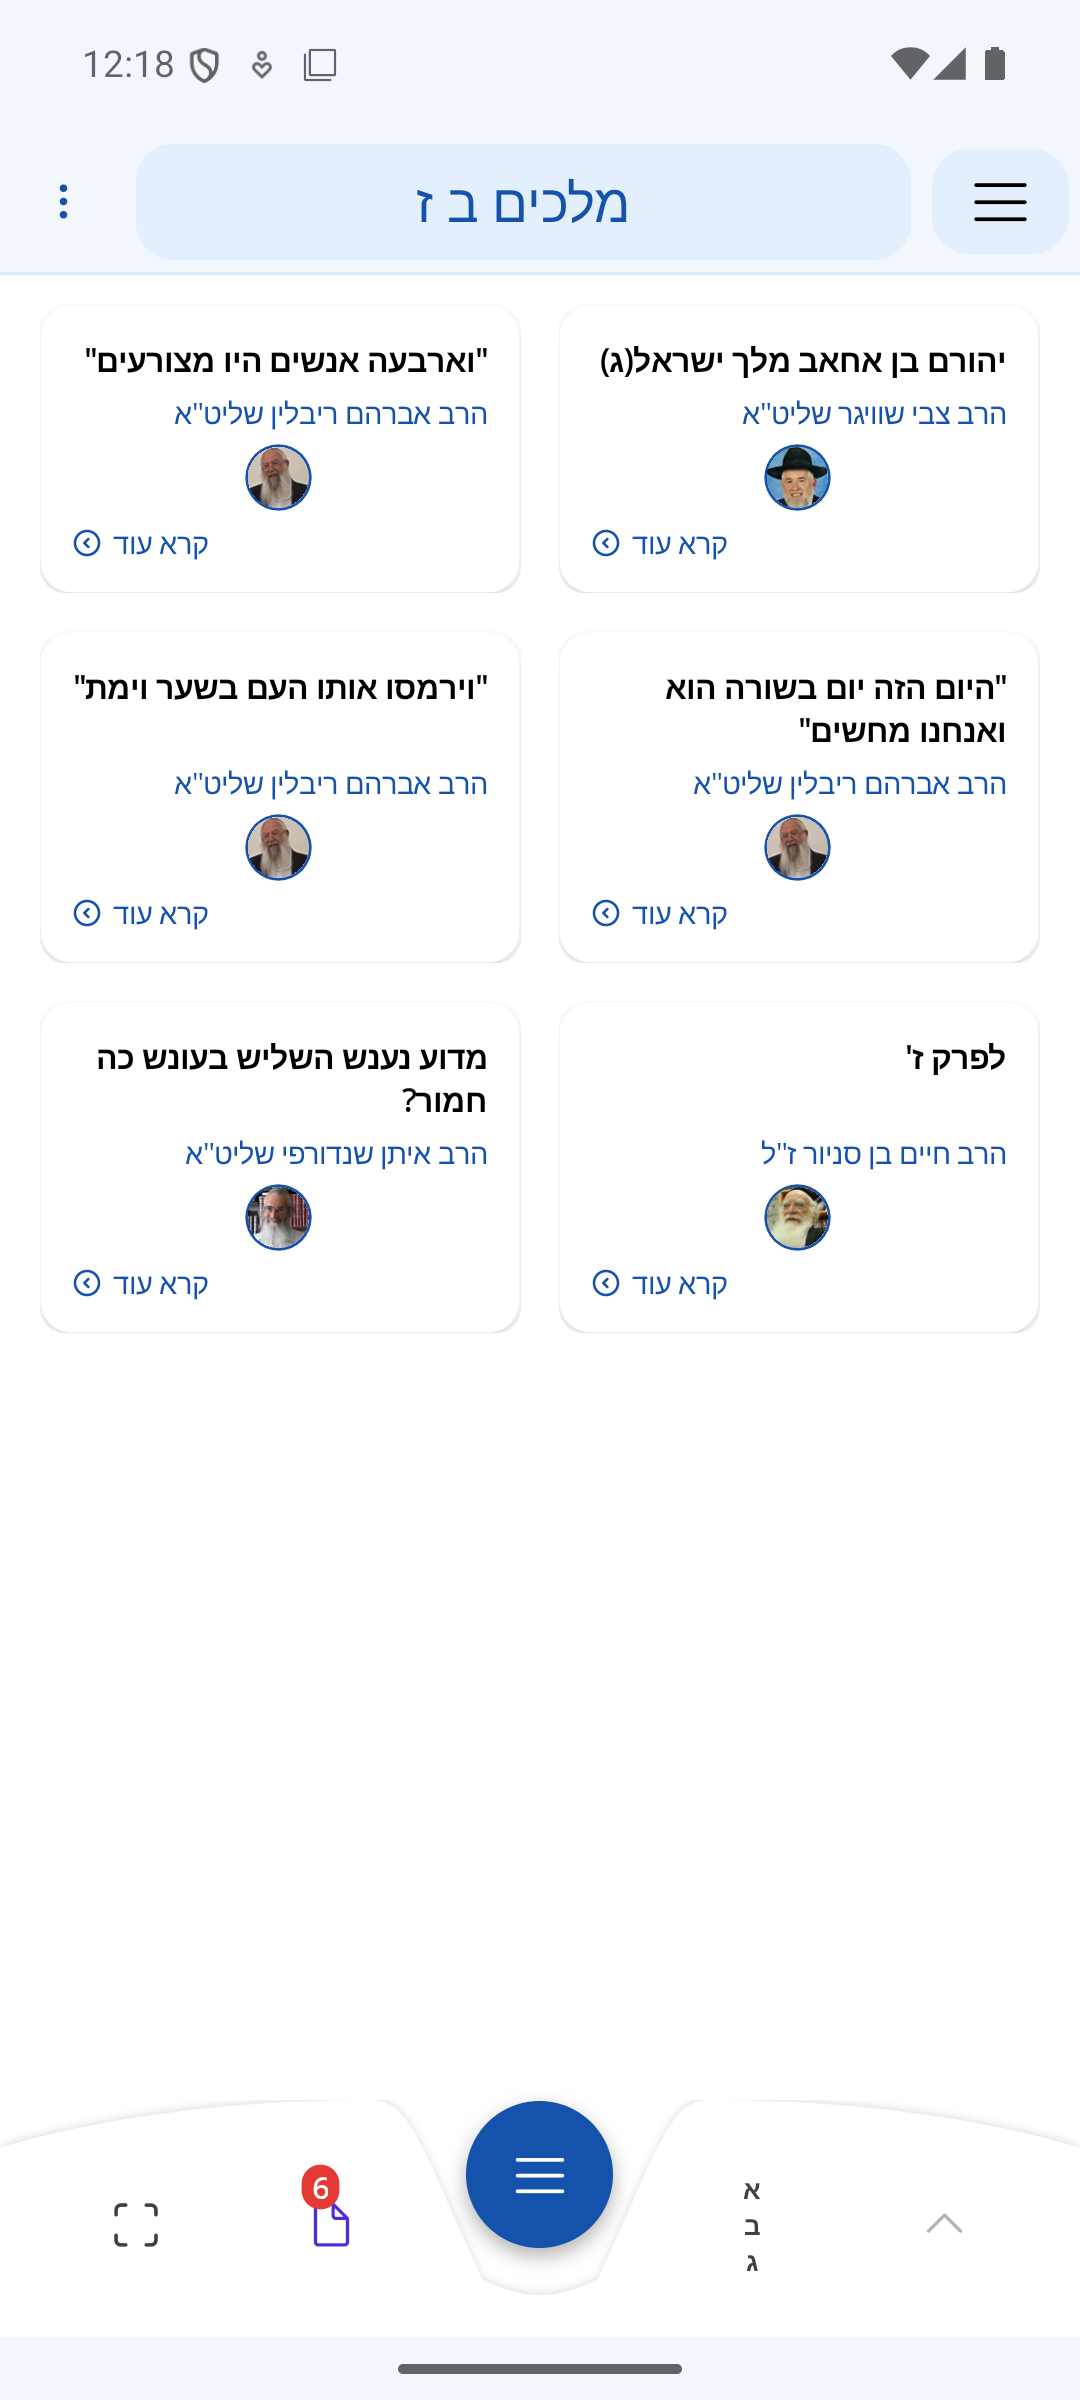 12:18
מלכים ב ז
יהורם בן אחאב מלך ישראל(ג)
הרב צבי שוויגר שליט"א
קרא עוד
"וארבעה אנשים היו מצורעים"
הרב אברהם ריבלין שליט"א
קרא עוד
"היום הזה יום בשורה הוא
ואנחנו מחשים"
הרב אברהם ריבלין שליט"א
קרא עוד
"וירמסו אותו העם בשער וימת"
הרב אברהם ריבלין שליט"א
קרא עוד
לפרק ז'
הרב חיים בן סניור ז"ל
קרא עוד
מדוע נענש השליש בעונש כה
חמור?
הרב איתן שנדורפי שליט"א
קרא עוד
א
ב
ג
6